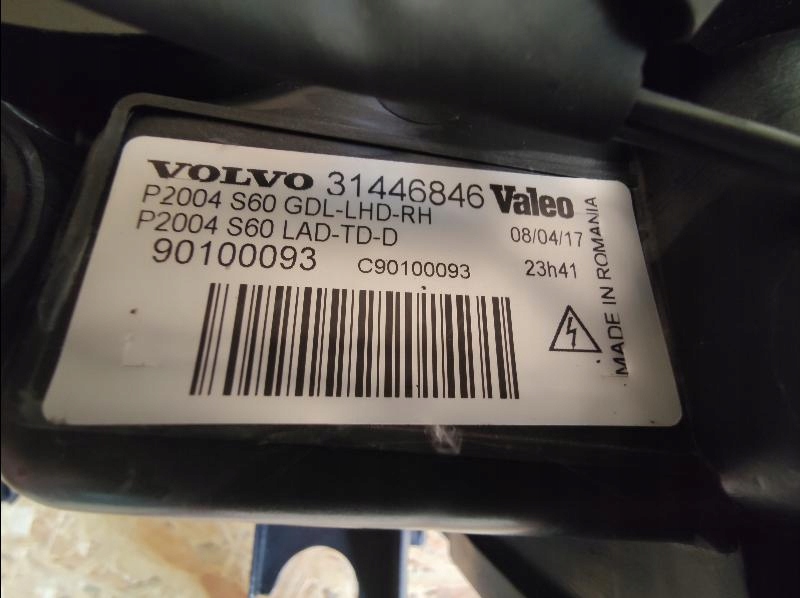 VOLVO 31446846 Valeo
P2004 S60 GDL-LHD-RH
P2004 S60 LAD-TD-D
08/04/17
90100093 C90100093 23h41
MADE IN ROMANIA